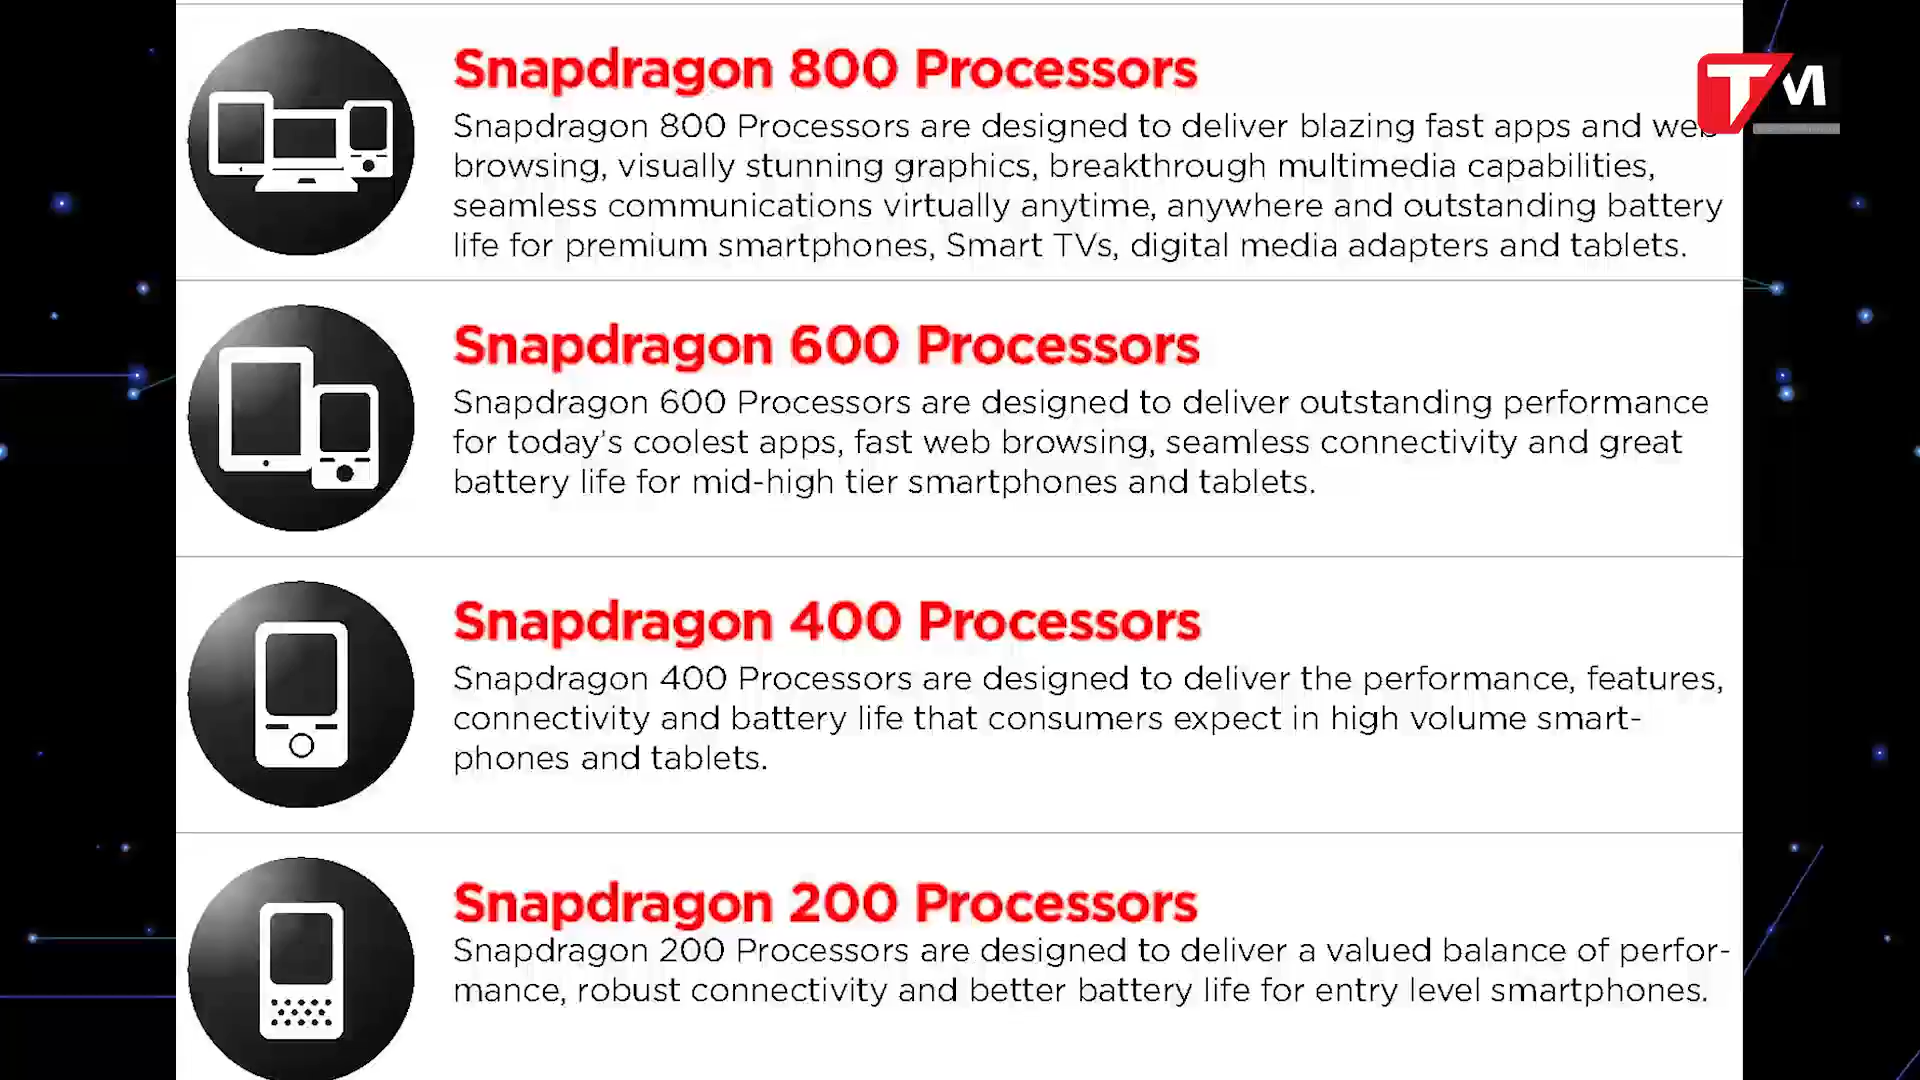 Snapdragon 800 Processors
Snapdragon 800 Processors are designed to deliver blazing fast apps and web
browsing, visually stunning graphics, breakthrough multimedia capabilities,
seamless communications virtually anytime, anywhere and outstanding battery
life for premium smartphones, Smart TVs, digital media adapters and tablets.
TM
Snapdragon 600 Processors
Snapdragon 600 Processors are designed to deliver outstanding performance
for today's coolest apps, fast web browsing, seamless connectivity and great
battery life for mid-high tier smartphones and tablets.
Snapdragon 400 Processors
Snapdragon 400 Processors are designed to deliver the performance, features,
connectivity and battery life that consumers expect in high volume smart-
phones and tablets.
Snapdragon 200 Processors
Snapdragon 200 Processors are designed to deliver a valued balance of perfor-
mance, robust connectivity and better battery life for entry level smartphones.